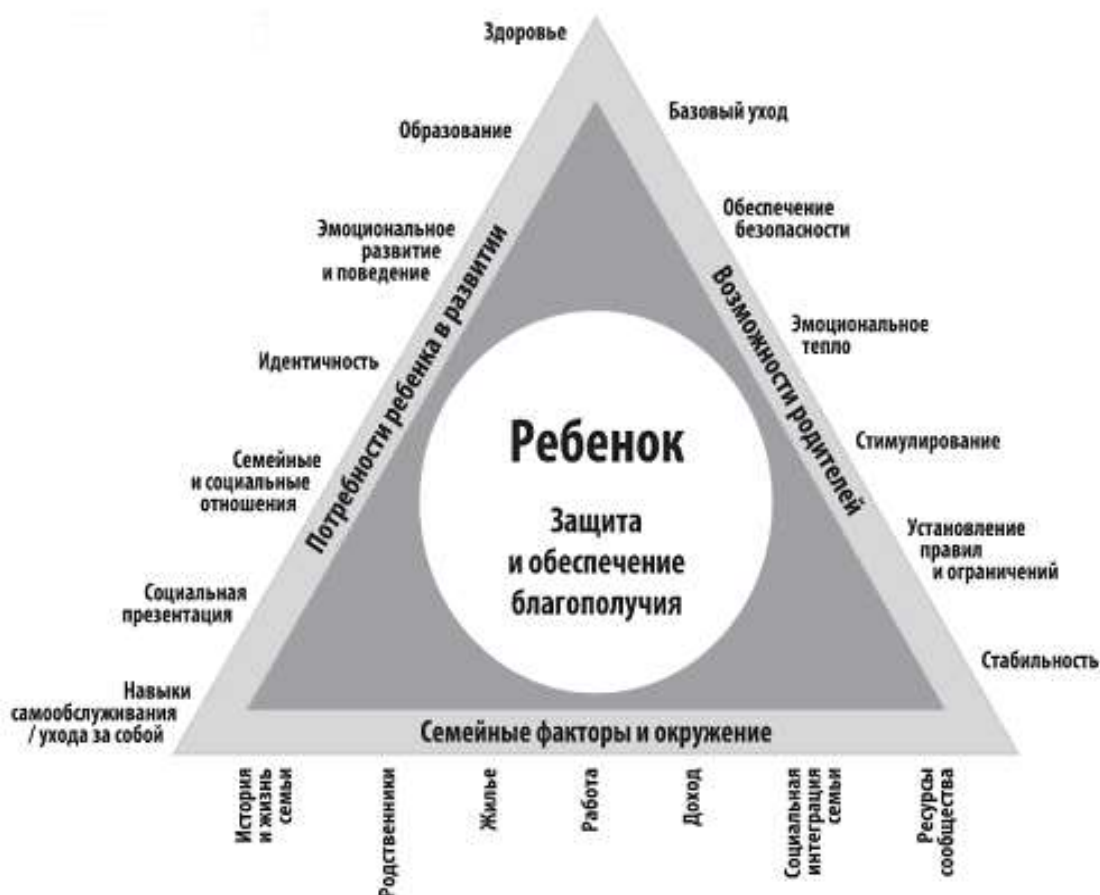 Здоровье
Образование
Эмоциональное
развитие
и поведение
Идентичность
Семейные
и социальные
отношения
Социальная
презентация
Навыки
самообслуживания
/ ухода за собой
Потребности ребенка в развитии
Базовый уход
Обеспечение
безопасности
Эмоциональное
тепло
Стимулирование
Установление
правил
и ограничений
Стабильность
Возможности родителей
Ребенок
Защита
и обеспечение
благополучия
Семейные факторы и окружение
История
и жизнь
семьи
Родственники
Жилье
Работа
Доход
Социальная
интеграция
семьи
Ресурсы
сообщества